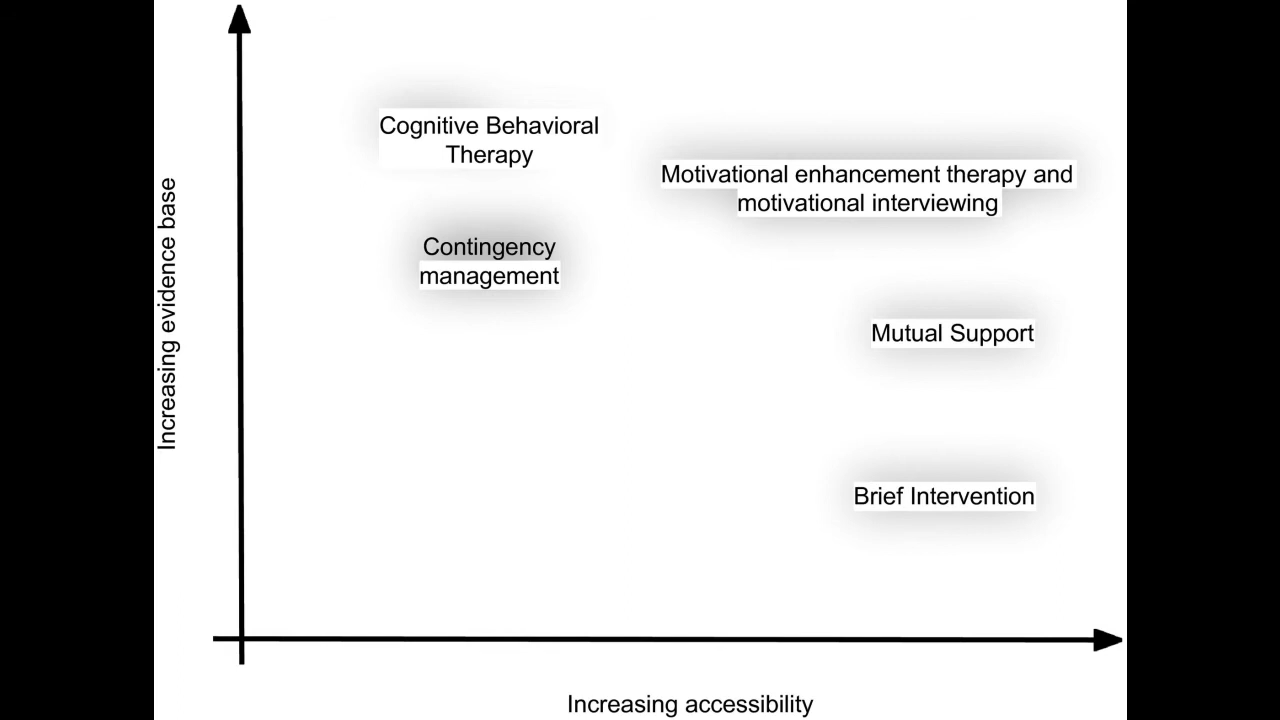 Cognitive Behavioral
Therapy
Motivational enhancement therapy and
motivational interviewing
Contingency
management
Mutual Support
Brief Intervention
Increasing evidence base
Increasing accessibility